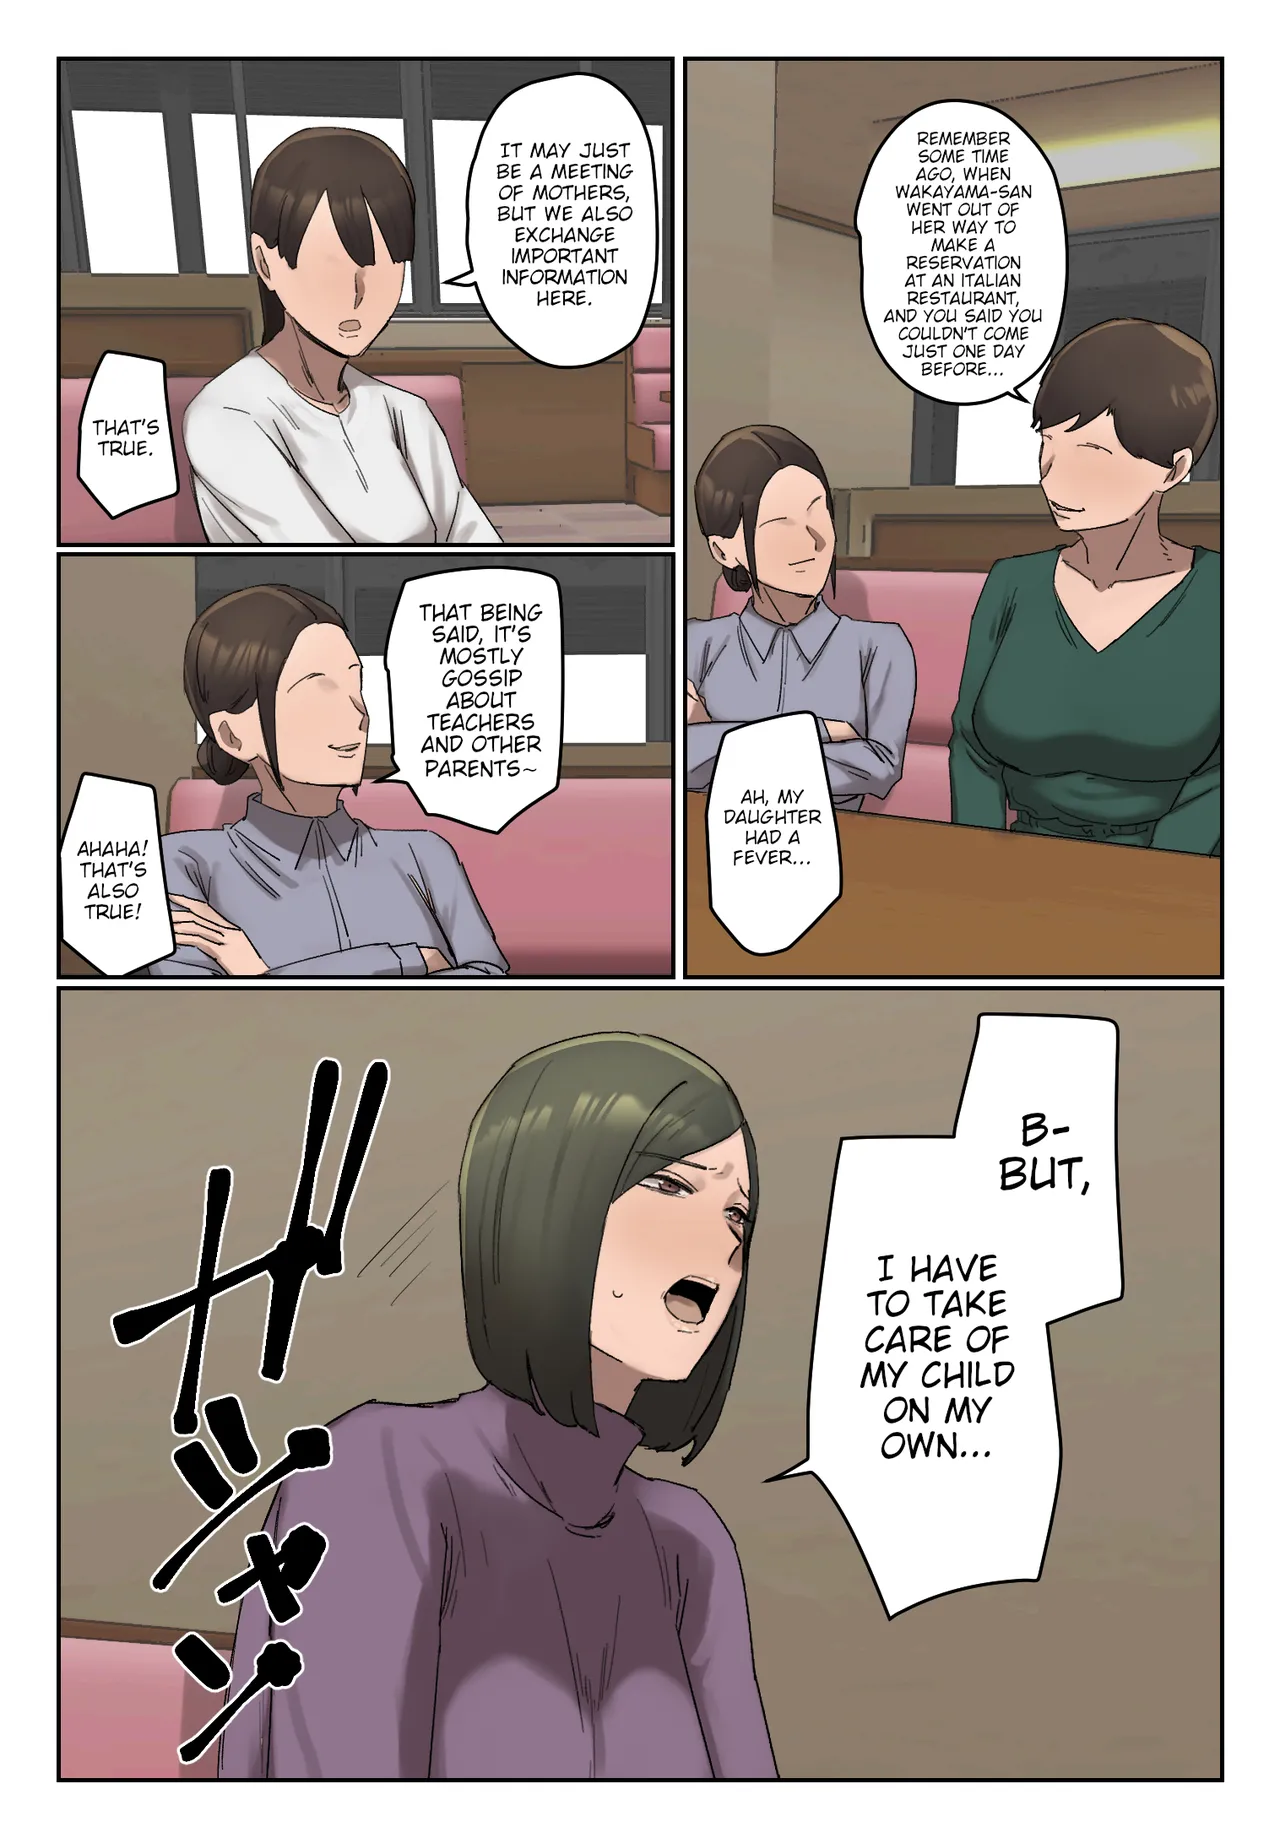 REMEMBER
SOME TIME
AGO, WHEN
WAKAYAMA-SAN
WENT OUT OF
HER WAY TO
MAKE A
RESERVATION
AT AN ITALIAN
RESTAURANT,
AND YOU SAID YOU
COULDN'T COME
JUST ONE DAY
BEFORE...
AH, MY
DAUGHTER
HAD A
FEVER...
IT MAY JUST
BE A MEETING
OF MOTHERS,
BUT WE ALSO
EXCHANGE
IMPORTANT
INFORMATION
HERE.
THAT'S
TRUE.
THAT BEING
SAID, IT'S
MOSTLY
GOSSIP
ABOUT
TEACHERS
AND OTHER
PARENTS~
AHAHA!
THAT'S
ALSO
TRUE!
B-
BUT,
I HAVE
TO TAKE
CARE OF
MY CHILD
ON MY
OWN...
ガシャン